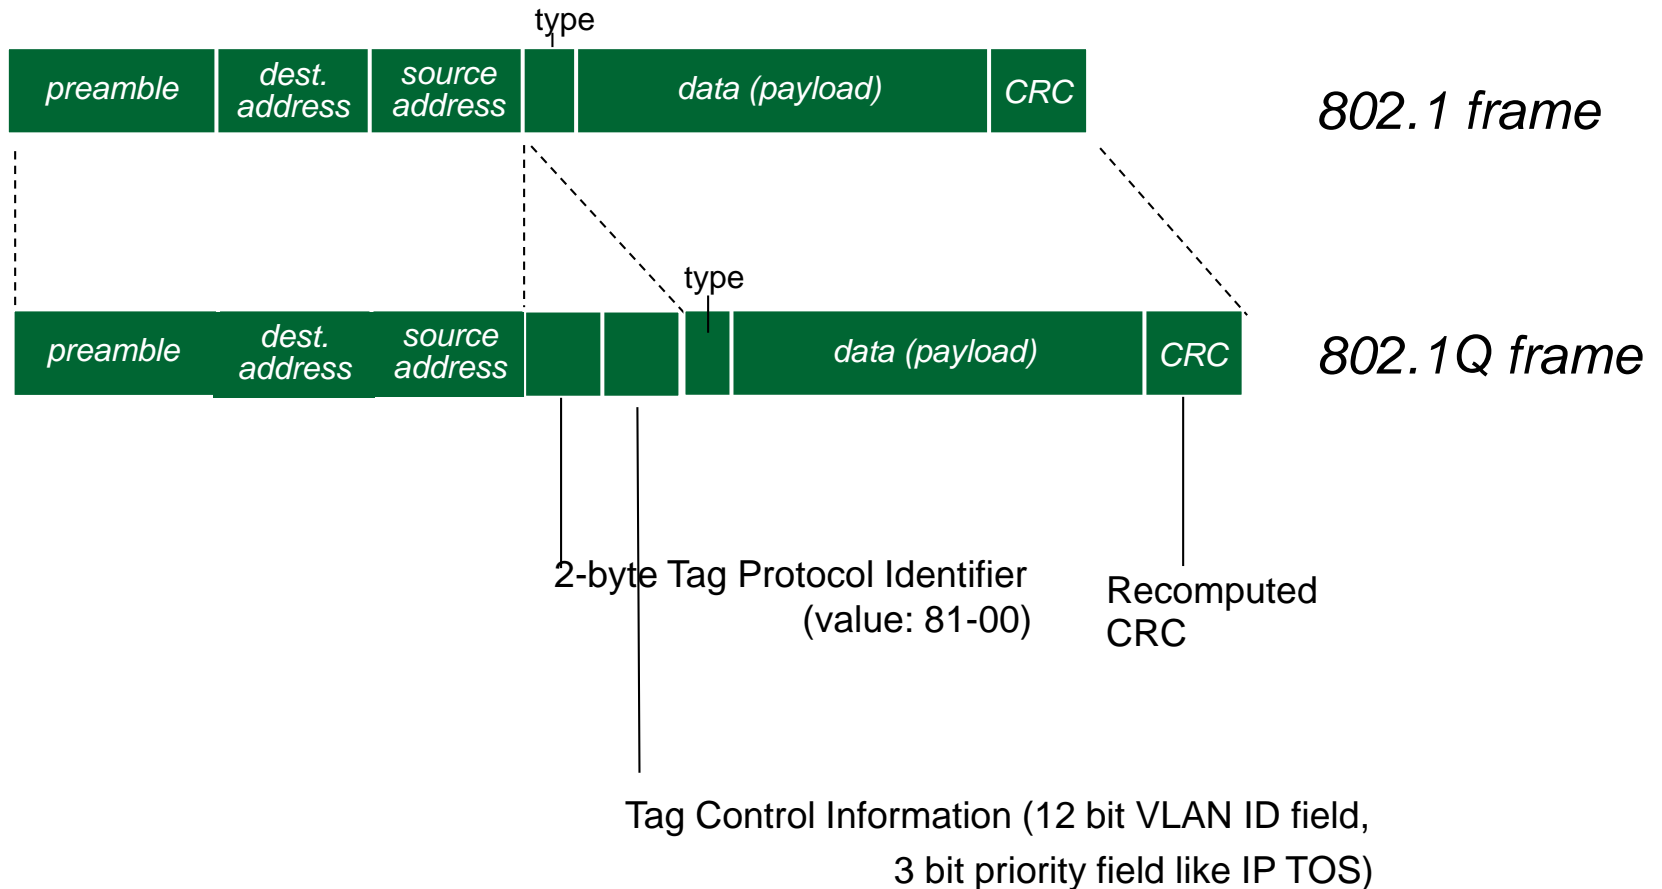 type
preamble
dest.
address
source
address
data (payload)
CRC
802.1 frame
type
preamble
dest.
address
source
address
data (payload)
CRC
802.1Q frame
2-byte Tag Protocol Identifier
(value: 81-00)
Recomputed
CRC
Tag Control Information (12 bit VLAN ID field,
3 bit priority field like IP TOS)